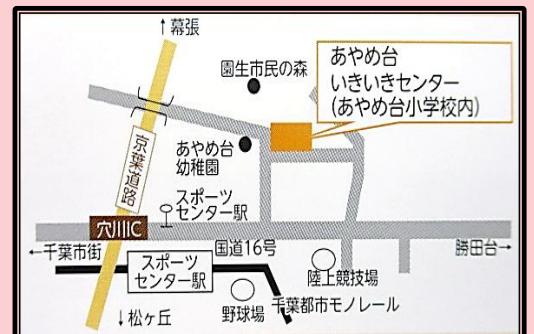 ↑幕張
園生市民の森
あやめ台
いきいきセンター
(あやめ台小学校内)
あやめ台
幼稚園
京葉道路
スポーツ
センター駅
穴川IC
国道16号
←千葉市街
勝田台→
スポーツ
センター駅
陸上競技場
野球場
千葉都市モノレール
↓松ヶ丘